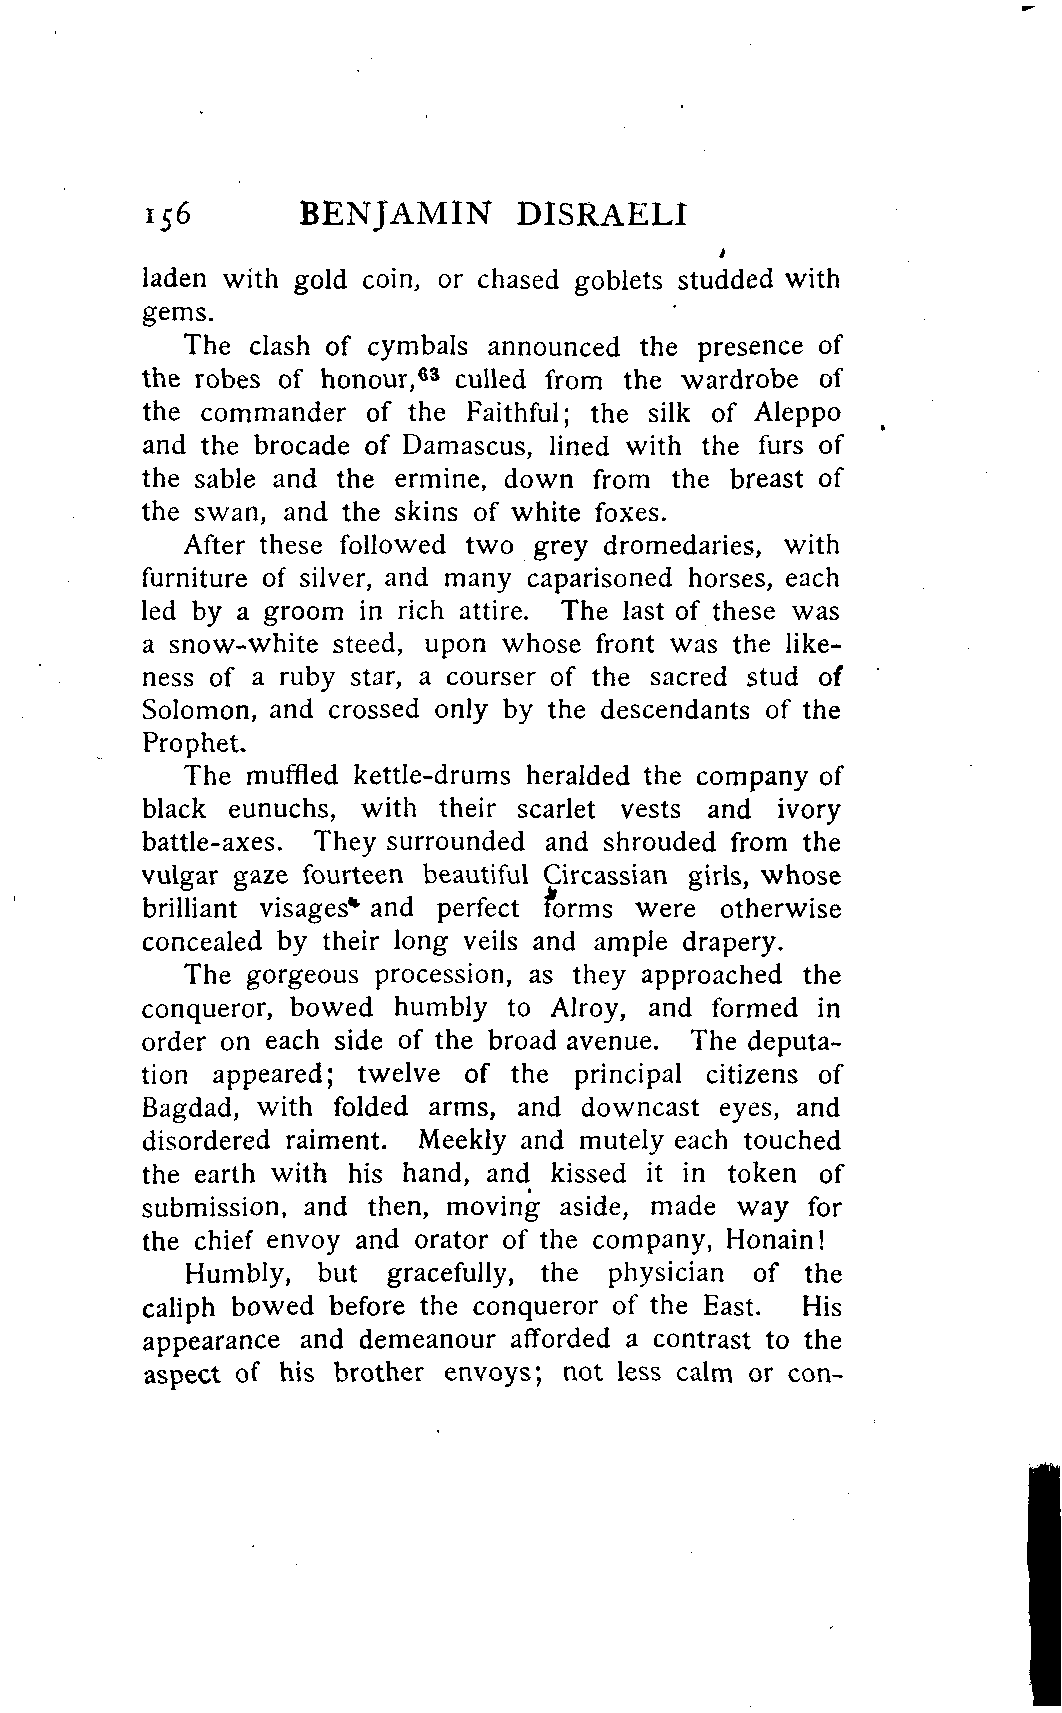 156 BENJAMIN DISRAELI
laden with gold coin, or chased goblets studded with
gems.
The clash of cymbals announced the presence of
the robes of honour,⁶³ culled from the wardrobe of
the commander of the Faithful; the silk of Aleppo
and the brocade of Damascus, lined with the furs of
the sable and the ermine, down from the breast of
the swan, and the skins of white foxes.
After these followed two grey dromedaries, with
furniture of silver, and many caparisoned horses, each
led by a groom in rich attire. The last of these was
a snow-white steed, upon whose front was the like-
ness of a ruby star, a courser of the sacred stud of
Solomon, and crossed only by the descendants of the
Prophet.
The muffled kettle-drums heralded the company of
black eunuchs, with their scarlet vests and ivory
battle-axes. They surrounded and shrouded from the
vulgar gaze fourteen beautiful Circassian girls, whose
brilliant visages and perfect forms were otherwise
concealed by their long veils and ample drapery.
The gorgeous procession, as they approached the
conqueror, bowed humbly to Alroy, and formed in
order on each side of the broad avenue. The deputa-
tion appeared; twelve of the principal citizens of
Bagdad, with folded arms, and downcast eyes, and
disordered raiment. Meekly and mutely each touched
the earth with his hand, and kissed it in token of
submission, and then, moving aside, made way for
the chief envoy and orator of the company, Honain!
Humbly, but gracefully, the physician of the
caliph bowed before the conqueror of the East. His
appearance and demeanour afforded a contrast to the
aspect of his brother envoys; not less calm or con-